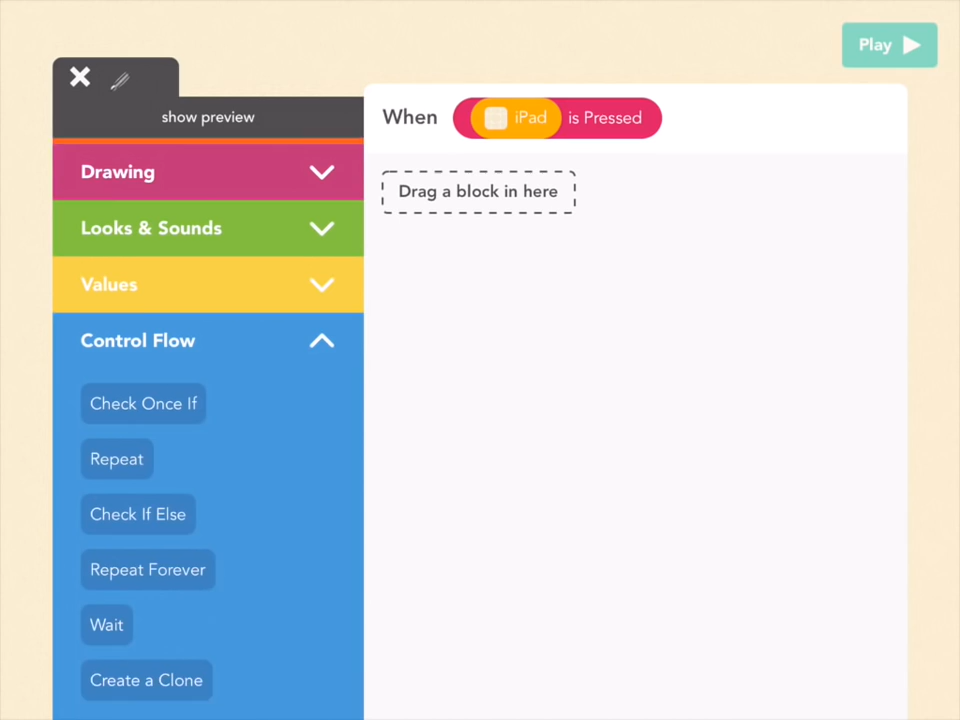 Play
show preview
When iPad is Pressed
Drawing
Drag a block in here
Looks & Sounds
Values
Control Flow
Check Once If
Repeat
Check If Else
Repeat Forever
Wait
Create a Clone